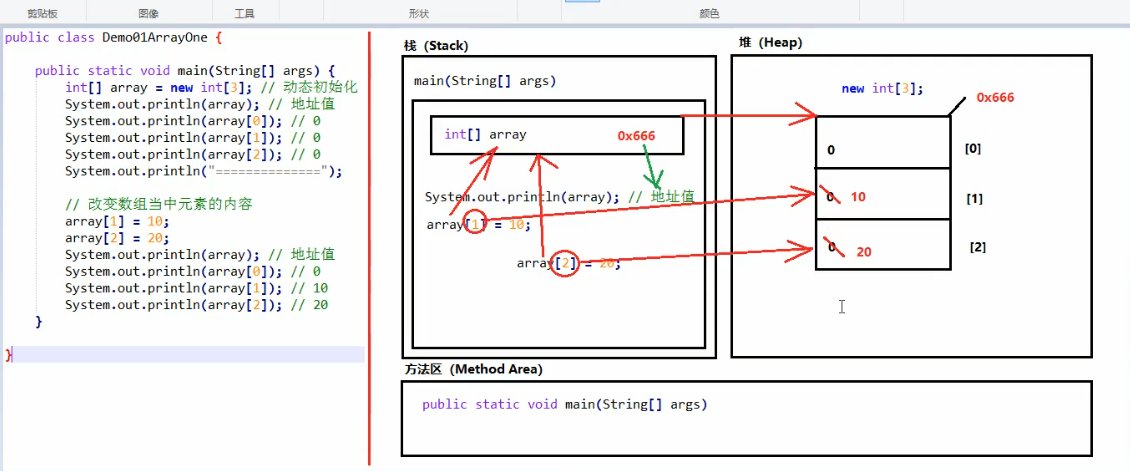 剪贴板 图像 工具 形状 颜色
public class Demo01ArrayOne {
public static void main(String[] args) {
int[] array = new int[3]; // 动态初始化
System.out.println(array); // 地址值
System.out.println(array[0]); // 0
System.out.println(array[1]); // 0
System.out.println(array[2]); // 0
System.out.println("==============");
// 改变数组当中元素的内容
array[1] = 10;
array[2] = 20;
System.out.println(array); // 地址值
System.out.println(array[0]); // 0
System.out.println(array[1]); // 10
System.out.println(array[2]); // 20
}
}
栈（Stack）
main(String[] args)
int[] array 0x666
System.out.println(array); // 地址值
array[1] = 10;
array[2] = 20;
堆（Heap）
new int[3];
0x666
0 [0]
0 10 [1]
0 20 [2]
方法区（Method Area）
public static void main(String[] args)